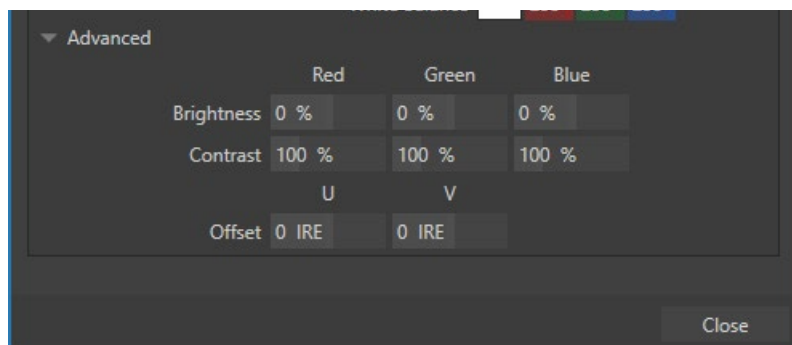 Advanced
Red Green Blue
Brightness 0 % 0 % 0 %
Contrast 100 % 100 % 100 %
U V
Offset 0 IRE 0 IRE
Close